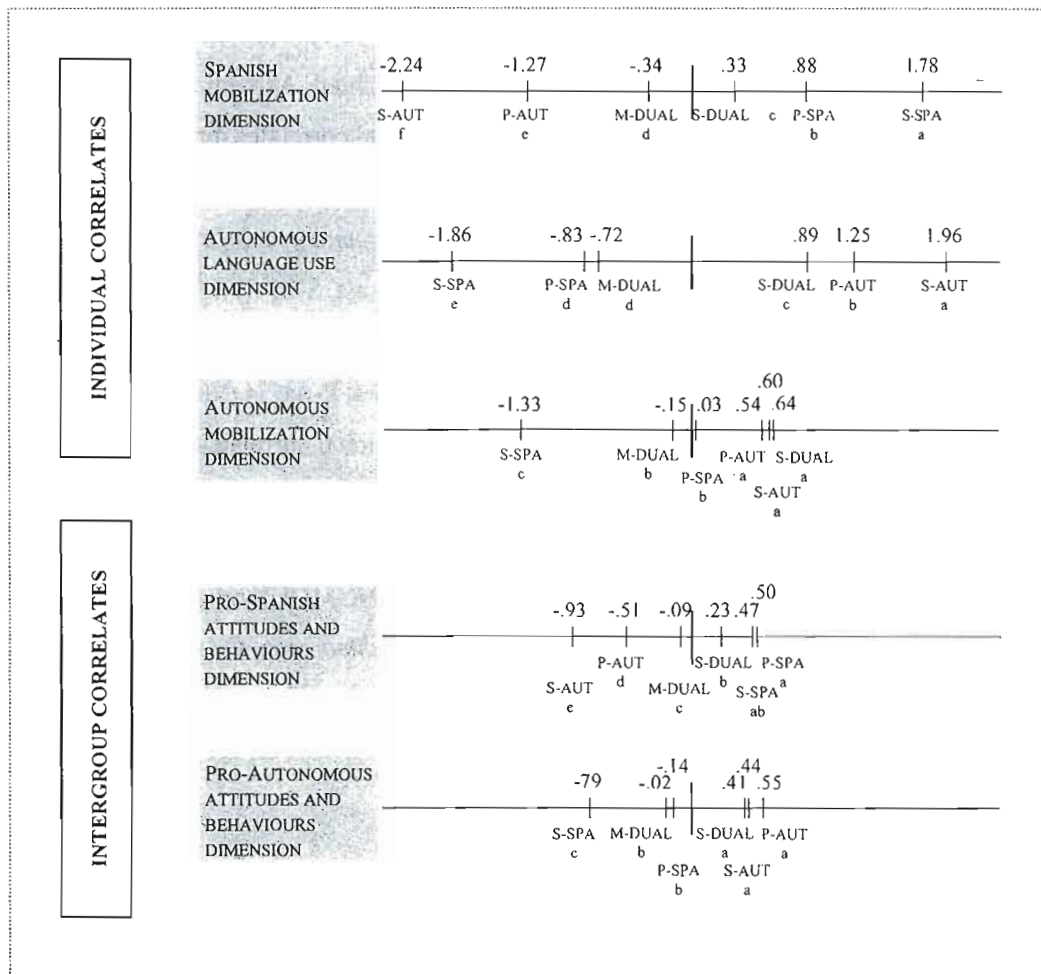 INDIVIDUAL CORRELATES
SPANISH
MOBILIZATION
DIMENSION
-2.24 -1.27 -.34 .33 .88 1.78
S-AUT P-AUT M-DUAL S-DUAL c P-SPA S-SPA
f e d b a
AUTONOMOUS
LANGUAGE USE
DIMENSION
-1.86 -.83 -.72 .89 1.25 1.96
S-SPA P-SPA M-DUAL S-DUAL P-AUT S-AUT
e d d c b a
AUTONOMOUS
MOBILIZATION
DIMENSION
.60
-1.33 -.15 .03 .54 .64
S-SPA M-DUAL P-AUT S-DUAL
c b P-SPA a a
b S-AUT
a
INTERGROUP CORRELATES
PRO-SPANISH
ATTITUDES AND
BEHAVIOURS
DIMENSION
.50
-.93 -.51 -.09 .23 .47
P-AUT S-DUAL P-SPA
d b a
S-AUT M-DUAL S-SPA
e c ab
PRO-AUTONOMOUS
ATTITUDES AND
BEHAVIOURS
DIMENSION
-.14 .44
-79 -.02 .41 .55
S-SPA M-DUAL S-DUAL P-AUT
c b a a
P-SPA S-AUT
b a